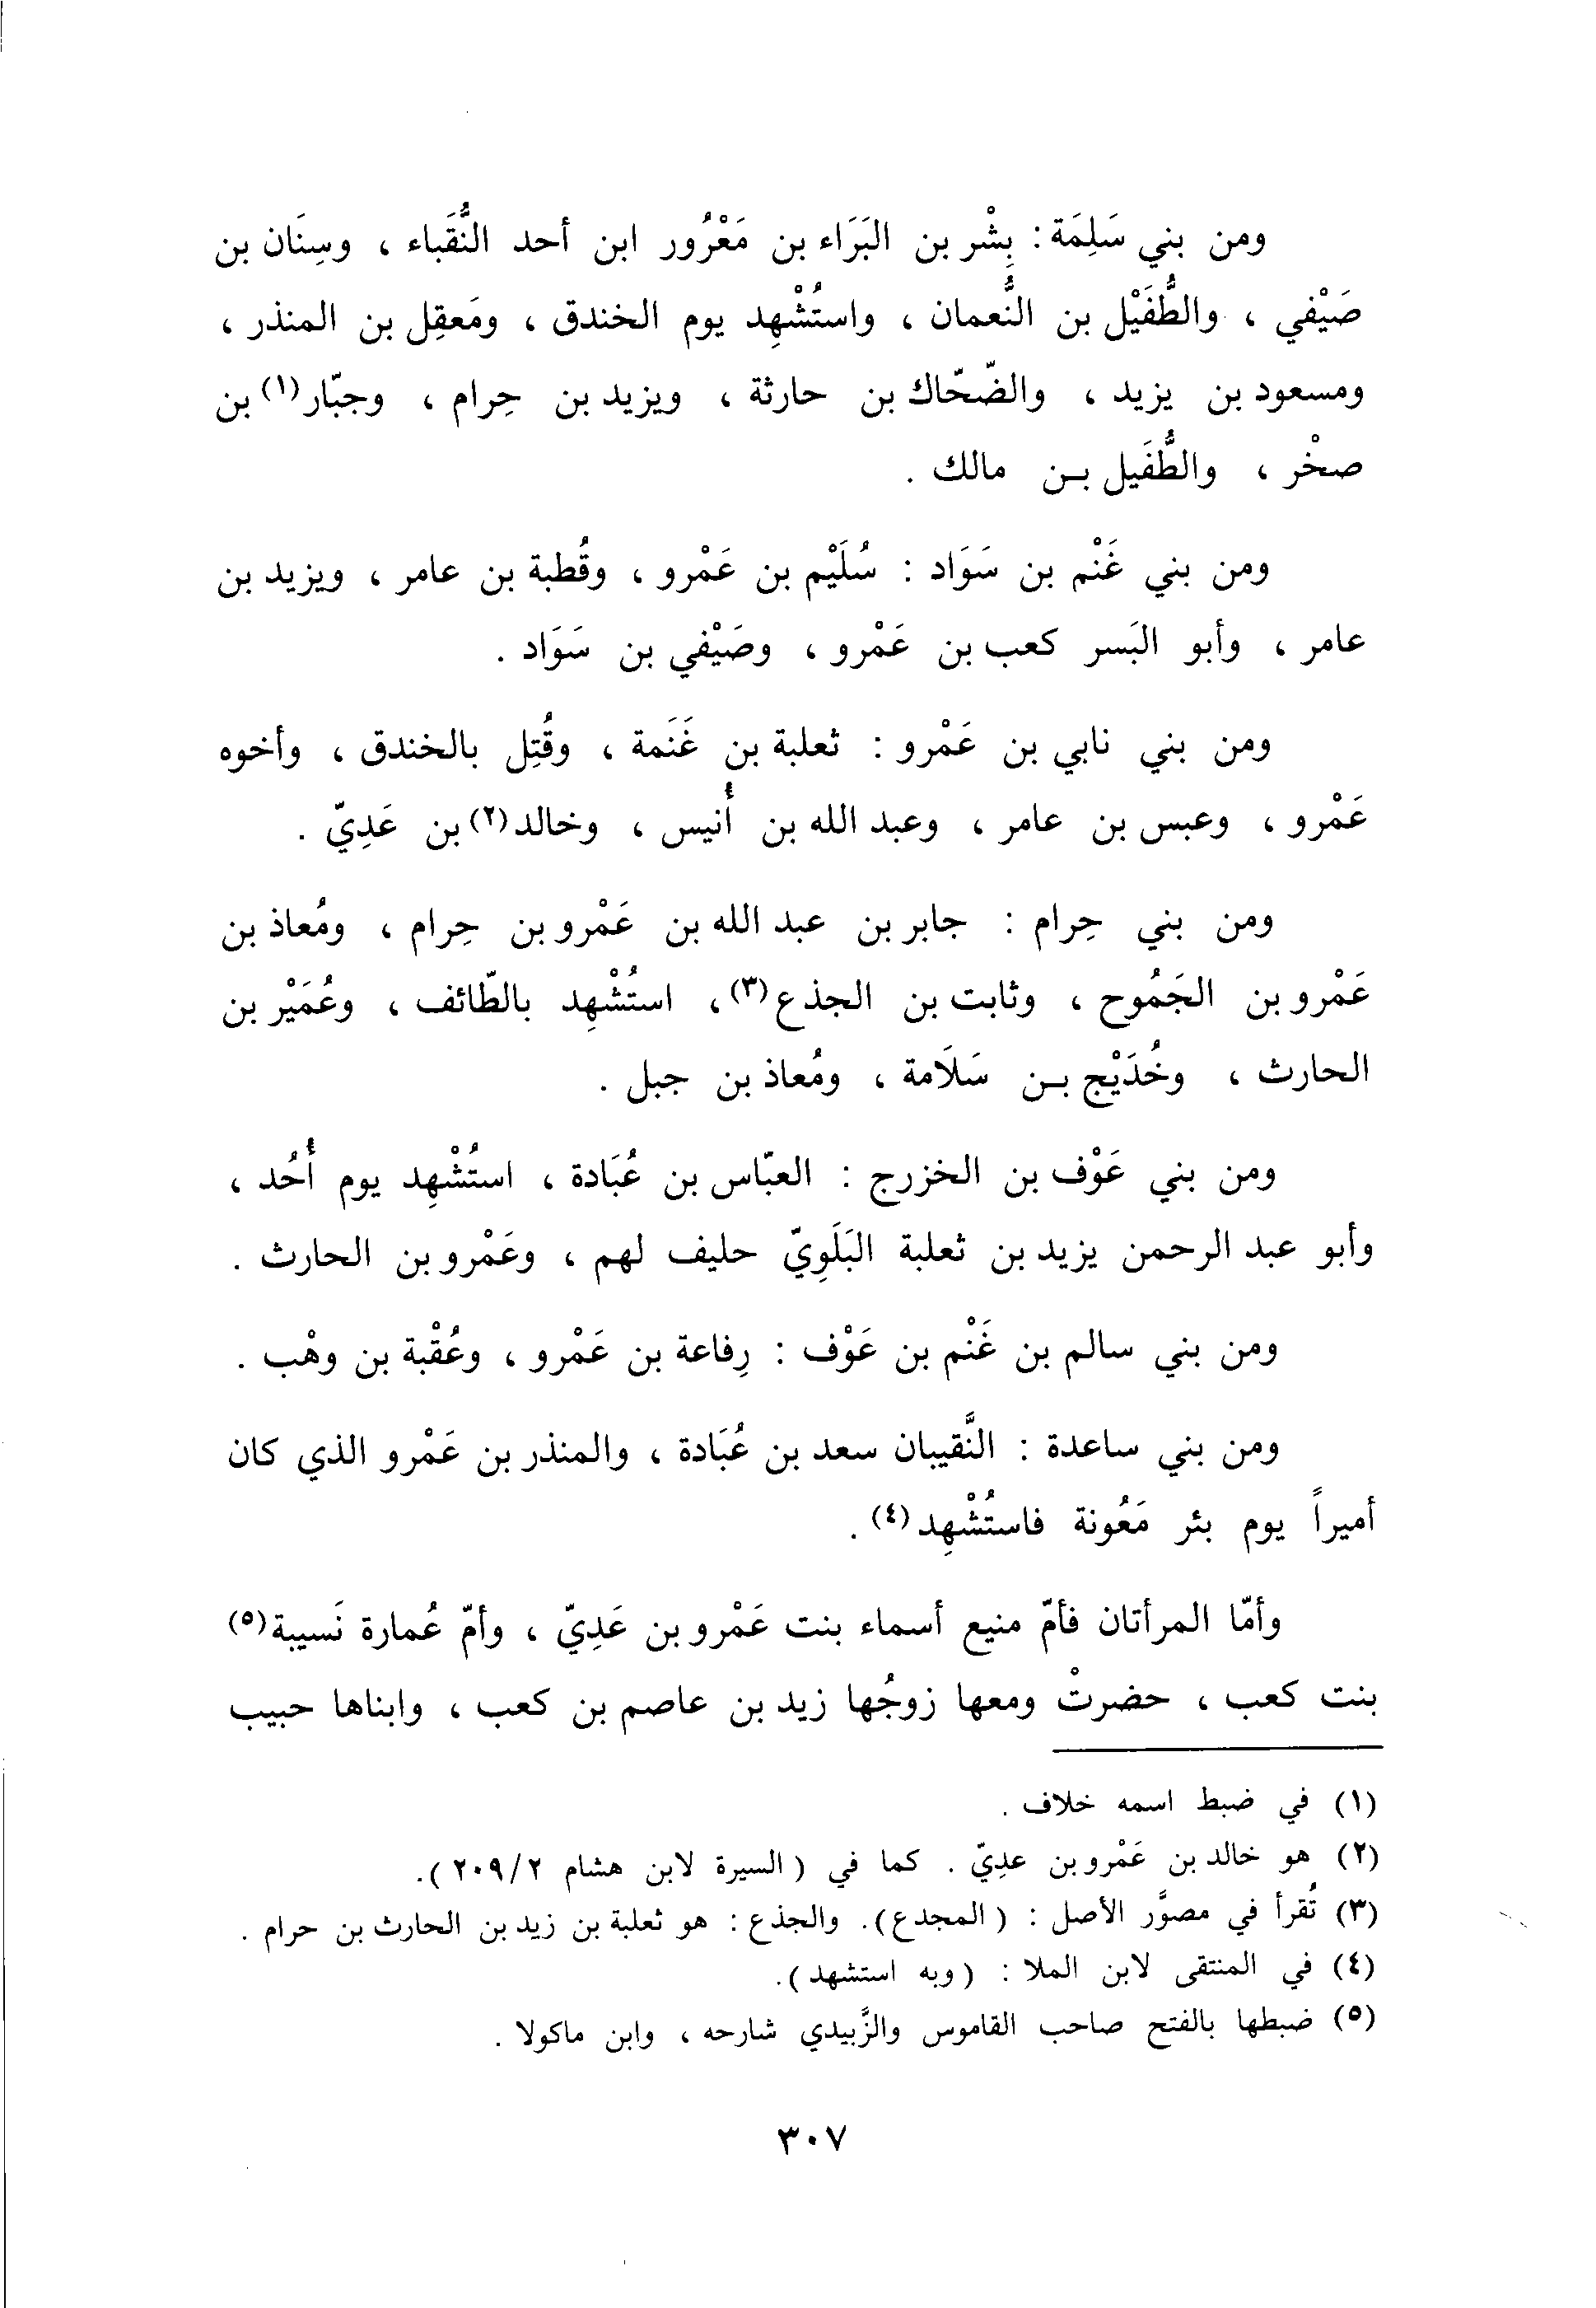 ومن بني سَلِمَة : بِشْر بن البَرَاء بن مَعْرُور ابن أحد النُّقَباء ، وسِنَان بن
صَيْفي ، والطُّفَيْل بن النُّعمان ، واستُشْهِد يوم الخندق ، ومَعقِل بن المنذر ،
ومسعود بن يزيد ، والضّحّاك بن حارثة ، ويزيد بن حِرام ، وجبّار(١) بن
صخْر ، والطُّفَيل بن مالك .
ومن بني غَنْم بن سَوَاد : سُلَيْم بن عَمْرو ، وقُطبة بن عامر ، ويزيد بن
عامر ، وأبو البَسر كعب بن عَمْرو ، وصَيْفي بن سَوَاد .
ومن بني نابي بن عَمْرو : ثعلبة بن غَنَمة ، وقُتِل بالخندق ، وأخوه
عَمْرو ، وعبس بن عامر ، وعبد الله بن أُنيس ، وخالد(٢) بن عَدِيّ .
ومن بني حِرام : جابر بن عبد الله بن عَمْرو بن حِرام ، ومُعاذ بن
عَمْرو بن الجَمُوح ، وثابت بن الجذع(٣) ، استُشْهِد بالطّائف ، وعُمَيْر بن
الحارث ، وخُدَيْج بن سَلَامة ، ومُعاذ بن جبل .
ومن بني عَوْف بن الخزرج : العبّاس بن عُبَادة ، استُشْهِد يوم أُحُد ،
وأبو عبد الرحمن يزيد بن ثعلبة البَلَوِيّ حليف لهم ، وعَمْرو بن الحارث .
ومن بني سالم بن غَنْم بن عَوْف : رِفاعة بن عَمْرو ، وعُقْبة بن وهْب .
ومن بني ساعدة : النَّقيبان سعد بن عُبَادة ، والمنذر بن عَمْرو الذي كان
أميراً يوم بئر مَعُونة فاستُشْهِد(٤) .
وأمّا المرأتان فأمّ منيع أسماء بنت عَمْرو بن عَدِيّ ، وأمّ عُمارة نَسيبة(٥)
بنت كعب ، حضرتْ ومعها زوجُها زيد بن عاصم بن كعب ، وابناها حبيب
(١) في ضبط اسمه خلاف .
(٢) هو خالد بن عَمْرو بن عديّ . كما في ( السيرة لابن هشام ٢٠٩/٢ ).
(٣) تُقرأ في مصوَّر الأصل : ( المجدع ). والجذع : هو ثعلبة بن زيد بن الحارث بن حرام .
(٤) في المنتقى لابن الملا : ( وبه استشهد ).
(٥) ضبطها بالفتح صاحب القاموس والزَّبيدي شارحه ، وابن ماكولا .
٣٠٧